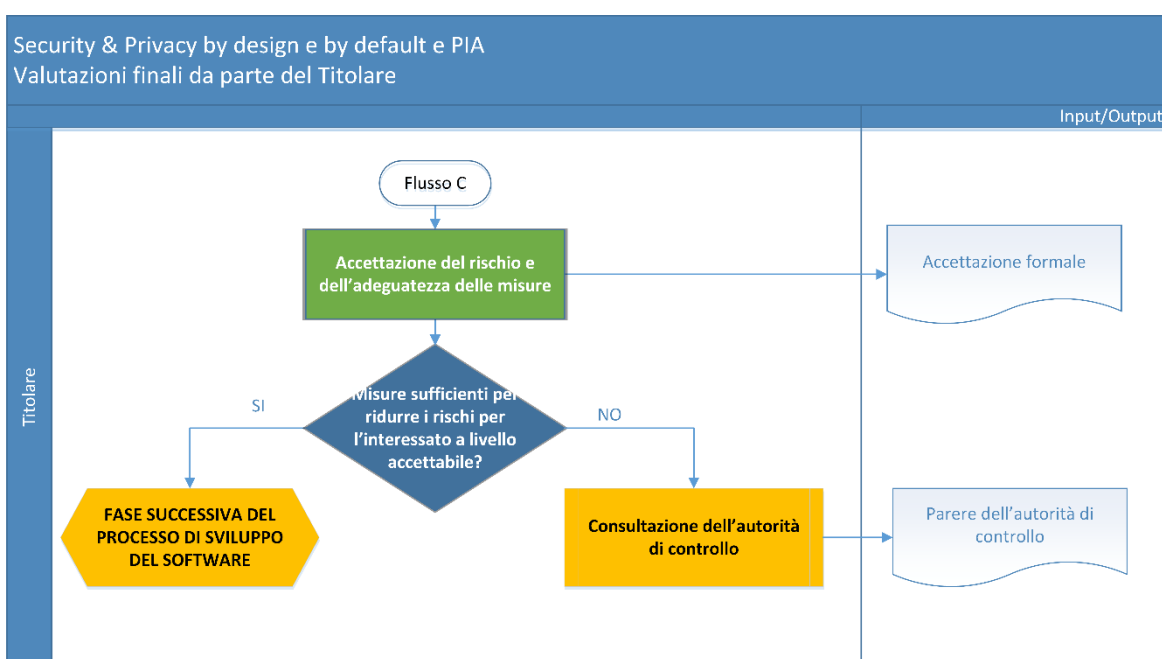 Security & Privacy by design e by default e PIA
Valutazioni finali da parte del Titolare
Input/Output
Titolare
Flusso C
Accettazione del rischio e
dell'adeguatezza delle misure
Accettazione formale
Misure sufficienti per
ridurre i rischi per
l'interessato a livello
accettabile?
SI
NO
FASE SUCCESSIVA DEL
PROCESSO DI SVILUPPO
DEL SOFTWARE
Consultazione dell'autorità
di controllo
Parere dell'autorità di
controllo